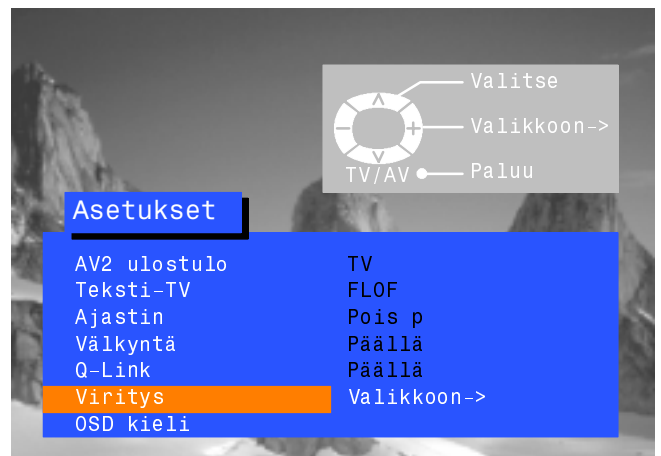 Valitse
Valikkoon->
TV/AV Paluu
Asetukset
AV2 ulostulo TV
Teksti-TV FLOF
Ajastin Pois p
Välkyntä Päällä
Q-Link Päällä
Viritys Valikkoon->
OSD kieli